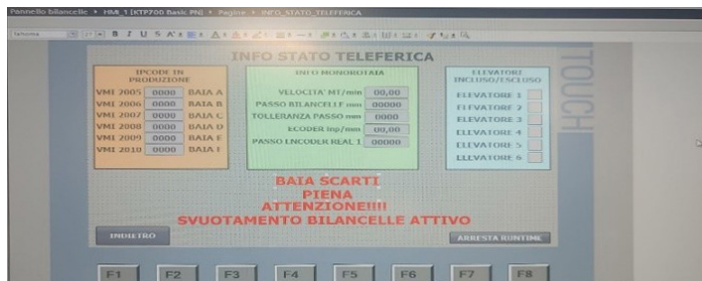 Pannello bilancelle ▸ HMI_1 [KTP700 Basic PN] ▸ Pagine ▸ INFO_STATO_TELEFERICA
Tahoma
INFO STATO TELEFERICA
IPCODE IN
PRODUZIONE
VMI 2005 0000 BAIA A
VMI 2006 0000 BAIA B
VMI 2007 0000 BAIA C
VMI 2008 0000 BAIA D
VMI 2009 0000 BAIA E
VMI 2010 0000 BAIA F
INFO MONOROTAIA
VELOCITA' MT/min 00,00
PASSO BILANCELLE mm 00000
TOLLERANZA PASSO mm 0000
ECODER Inp/mm 00,00
PASSO ENCODER REAL 1 00000
ELEVATORE
INCLUSO/ESCLUSO
ELEVATORE 1
ELEVATORE 2
ELEVATORE 3
ELEVATORE 4
ELEVATORE 5
ELEVATORE 6
TOUCH
BAIA SCARTI
PIENA
ATTENZIONE!!!!
SVUOTAMENTO BILANCELLE ATTIVO
INDIETRO
ARRESTA RUNTIME
F1 F2 F3 F4 F5 F6 F7 F8